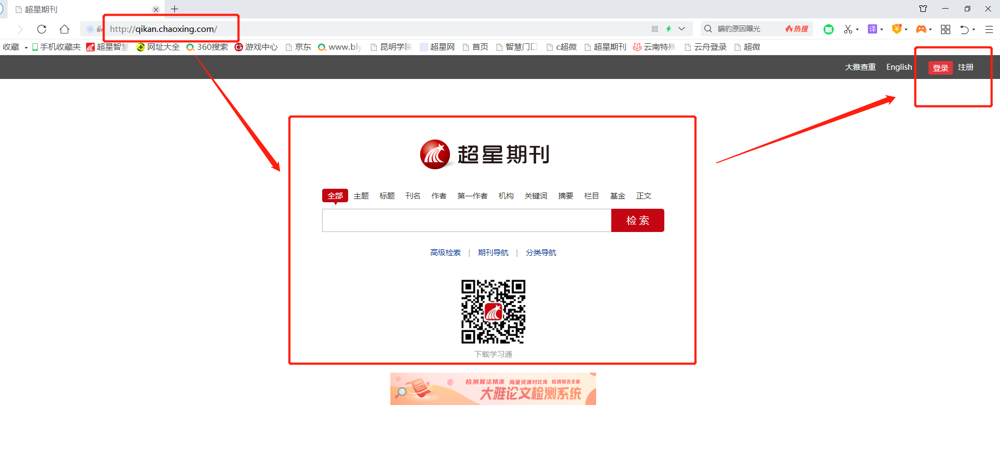 超星期刊
http://qikan.chaoxing.com/
瞒豹原因曝光
热搜
译
收藏 手机收藏夹 超星智慧 网址大全 360搜索 游戏中心 京东 www.bly 昆明学院 超星网 首页 智慧门口 c超微 超星期刊 云南特殊 云舟登录 超微
大雅查重 English 登录 注册
超星期刊
全部 主题 标题 刊名 作者 第一作者 机构 关键词 摘要 栏目 基金 正文
检索
高级检索 | 期刊导航 | 分类导航
下载学习通
检测算法精准 海量资源对比库 检测报告全面
大雅论文检测系统